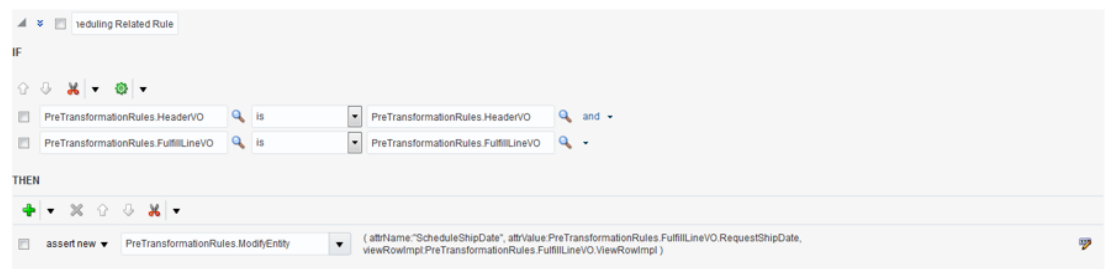 eduling Related Rule
IF
PreTransformationRules.HeaderVO is PreTransformationRules.HeaderVO and
PreTransformationRules.FulfillLineVO is PreTransformationRules.FulfillLineVO
THEN
assert new PreTransformationRules.ModifyEntity ( attrName:"ScheduleShipDate", attrValue:PreTransformationRules.FulfillLineVO.RequestShipDate,
viewRowImpl:PreTransformationRules.FulfillLineVO.ViewRowImpl )